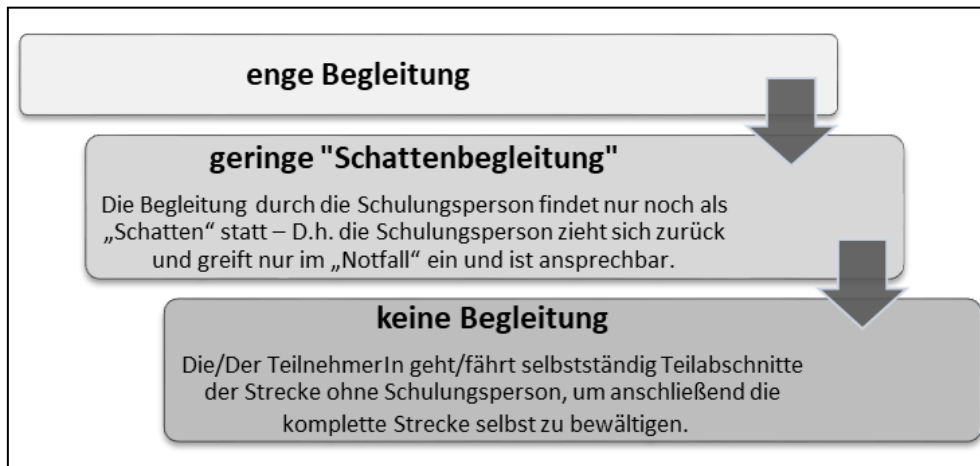 enge Begleitung
geringe "Schattenbegleitung"
Die Begleitung durch die Schulungsperson findet nur noch als
„Schatten“ statt – D.h. die Schulungsperson zieht sich zurück
und greift nur im „Notfall“ ein und ist ansprechbar.
keine Begleitung
Die/Der TeilnehmerIn geht/fährt selbstständig Teilabschnitte
der Strecke ohne Schulungsperson, um anschließend die
komplette Strecke selbst zu bewältigen.